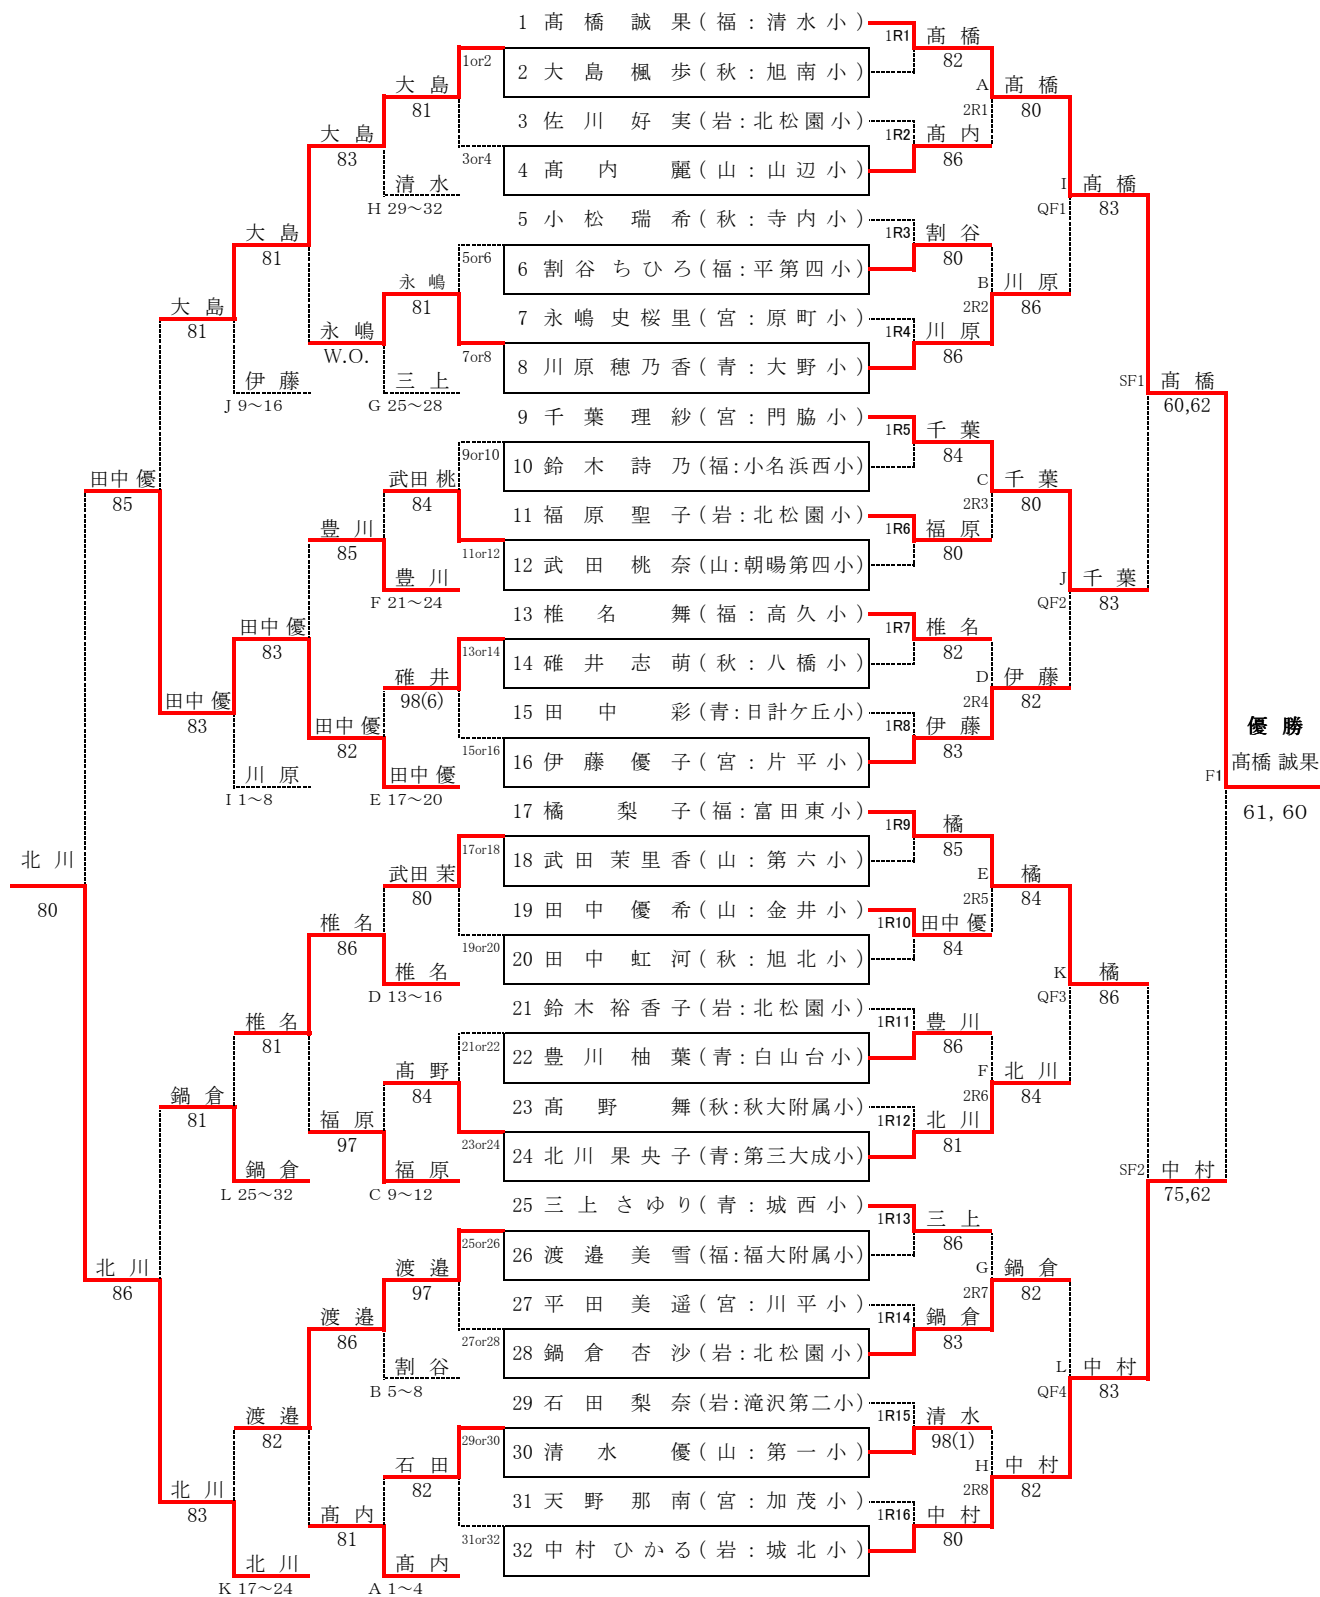 1 髙橋誠果(福:清水小)
2 大島楓歩(秋:旭南小)
3 佐川好実(岩:北松園小)
4 髙内麗(山:山辺小)
5 小松瑞希(秋:寺内小)
6 割谷ちひろ(福:平第四小)
7 永嶋史桜里(宮:原町小)
8 川原穂乃香(青:大野小)
9 千葉理紗(宮:門脇小)
10 鈴木詩乃(福:小名浜西小)
11 福原聖子(岩:北松園小)
12 武田桃奈(山:朝暘第四小)
13 椎名舞(福:高久小)
14 碓井志萌(秋:八橋小)
15 田中彩(青:日計ケ丘小)
16 伊藤優子(宮:片平小)
17 橘梨子(福:富田東小)
18 武田茉里香(山:第六小)
19 田中優希(山:金井小)
20 田中虹河(秋:旭北小)
21 鈴木裕香子(岩:北松園小)
22 豊川柚葉(青:白山台小)
23 髙野舞(秋:秋大附属小)
24 北川果央子(青:第三大成小)
25 三上さゆり(青:城西小)
26 渡邉美雪(福:福大附属小)
27 平田美遥(宮:川平小)
28 鍋倉杏沙(岩:北松園小)
29 石田梨奈(岩:滝沢第二小)
30 清水優(山:第一小)
31 天野那南(宮:加茂小)
32 中村ひかる(岩:城北小)
1R1 髙橋
82
1R2 髙内
86
1R3 割谷
80
1R4 川原
86
1R5 千葉
84
1R6 福原
80
1R7 椎名
82
1R8 伊藤
83
1R9 橘
85
1R10 田中優
84
1R11 豊川
86
1R12 北川
81
1R13 三上
86
1R14 鍋倉
83
1R15 清水
98(1)
1R16 中村
80
A 髙橋
2R1 80
B 川原
2R2 86
C 千葉
2R3 80
D 伊藤
2R4 82
E 橘
2R5 84
F 北川
2R6 84
G 鍋倉
2R7 82
H 中村
2R8 82
I 髙橋
QF1 83
J 千葉
QF2 83
K 橘
QF3 86
L 中村
QF4 83
SF1 髙橋
60,62
SF2 中村
75,62
優勝
F1 髙橋 誠果
61, 60
1or2
3or4
5or6
7or8
9or10
11or12
13or14
15or16
17or18
19or20
21or22
23or24
25or26
27or28
29or30
31or32
大島
81
清水
H 29～32
永嶋
81
三上
G 25～28
武田桃
84
豊川
F 21～24
碓井
98(6)
田中優
E 17～20
武田茉
80
椎名
D 13～16
髙野
84
福原
C 9～12
渡邉
97
割谷
B 5～8
石田
82
髙内
A 1～4
大島
83
永嶋
W.O.
豊川
85
田中優
82
椎名
86
福原
97
渡邉
86
髙内
81
大島
81
伊藤
J 9～16
田中優
83
川原
I 1～8
椎名
81
鍋倉
L 25～32
渡邉
82
北川
K 17～24
大島
81
田中優
83
鍋倉
81
北川
83
田中優
85
北川
86
北川
80